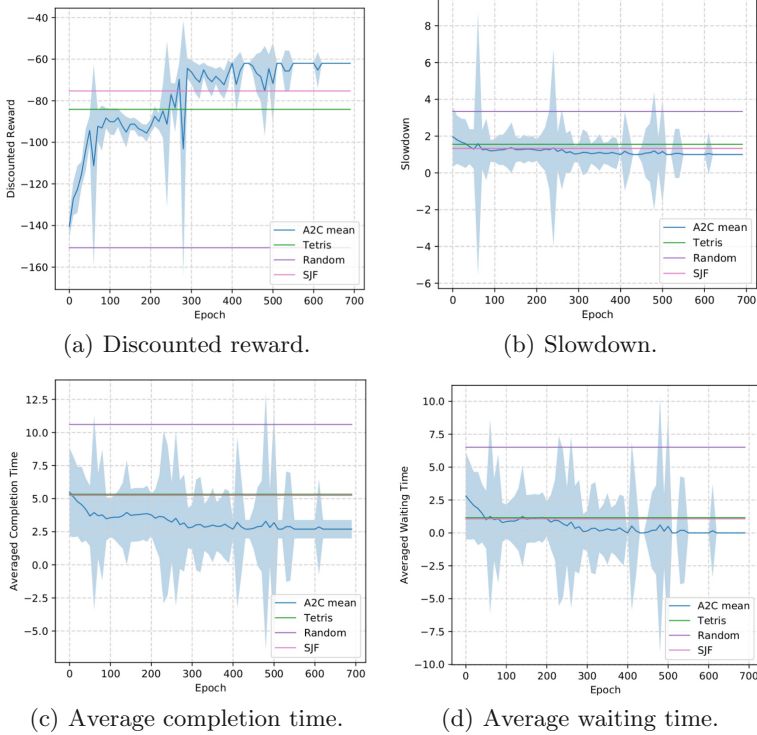 −40
−60
−80
−100
−120
−140
−160
Discounted Reward
0 100 200 300 400 500 600 700
Epoch
A2C mean
Tetris
Random
SJF
(a) Discounted reward.
8
6
4
2
0
−2
−4
−6
Slowdown
0 100 200 300 400 500 600 700
Epoch
A2C mean
Tetris
Random
SJF
(b) Slowdown.
12.5
10.0
7.5
5.0
2.5
0.0
−2.5
−5.0
Averaged Completion Time
0 100 200 300 400 500 600 700
Epoch
A2C mean
Tetris
Random
SJF
(c) Average completion time.
10.0
7.5
5.0
2.5
0.0
−2.5
−5.0
−7.5
−10.0
Averaged Waiting Time
0 100 200 300 400 500 600 700
Epoch
A2C mean
Tetris
Random
SJF
(d) Average waiting time.